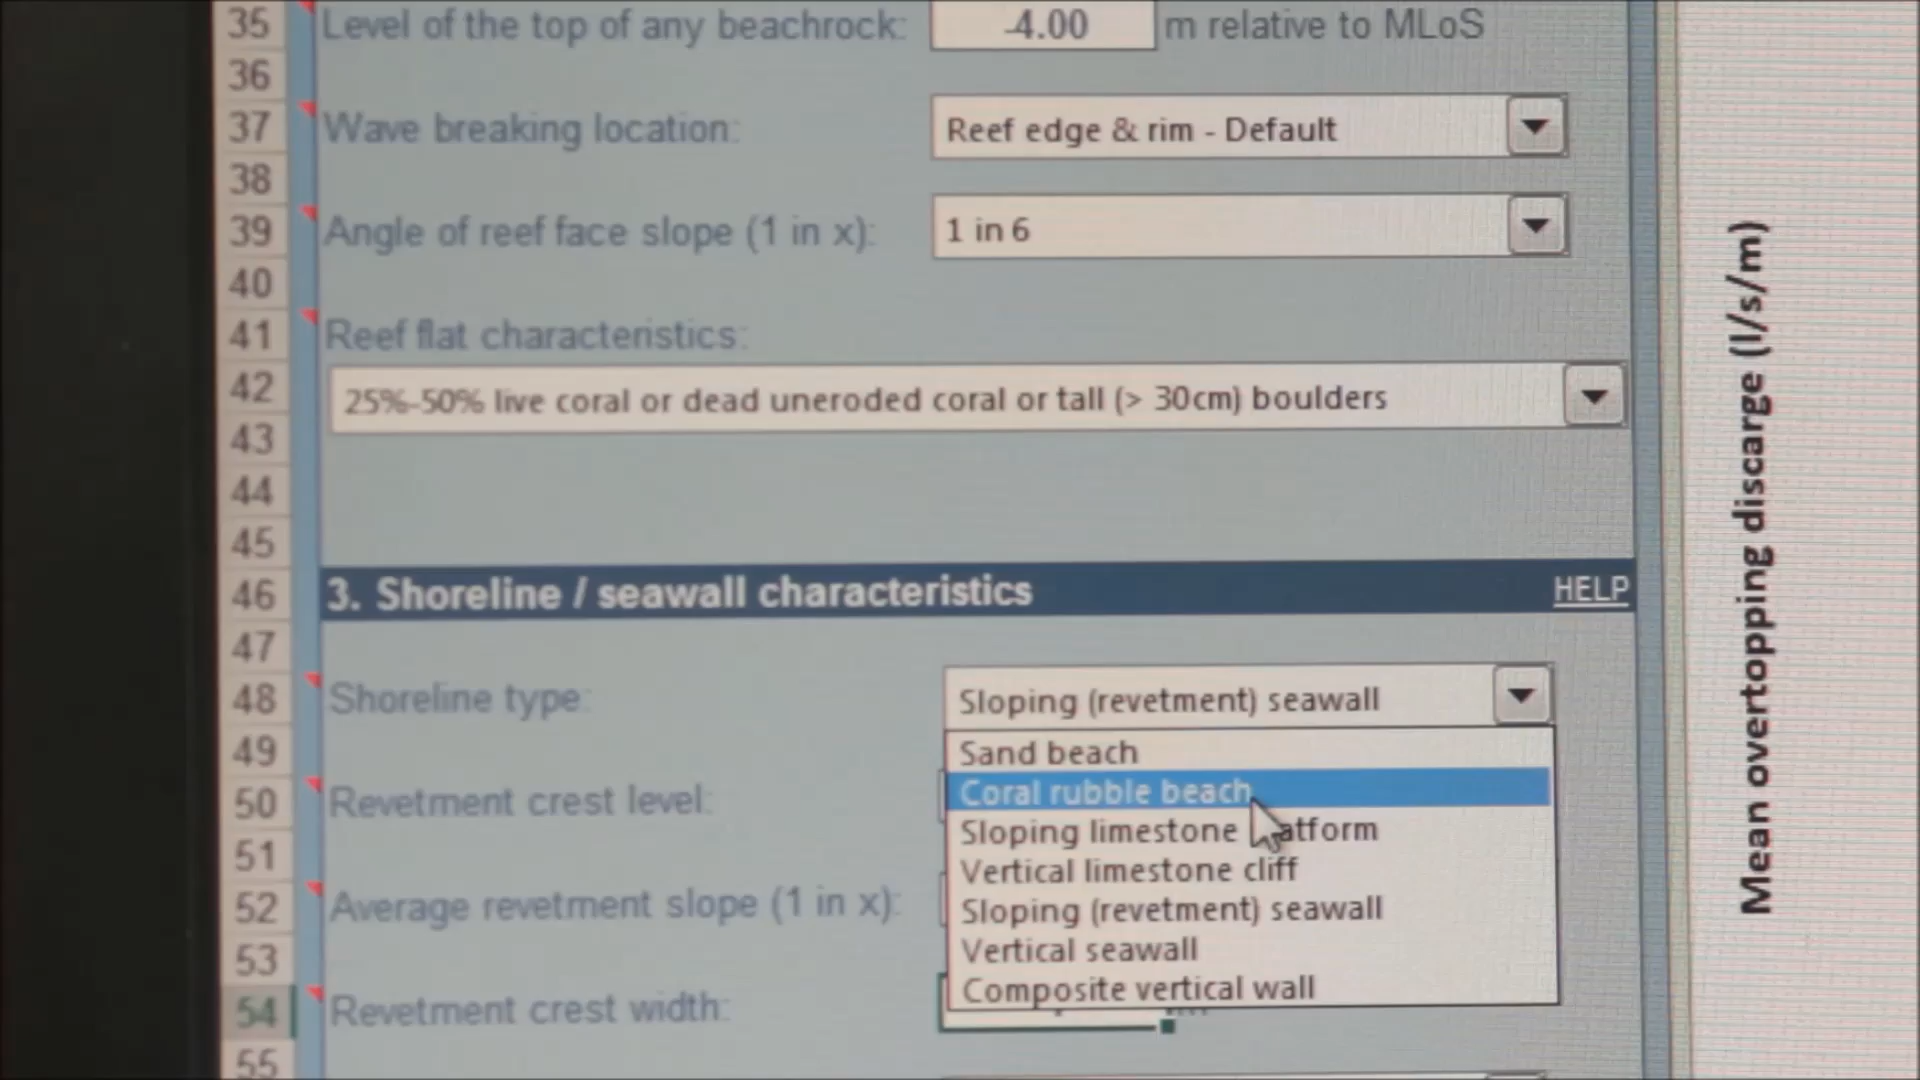 35 Level of the top of any beachrock: -4.00 m relative to MLoS
36
37 Wave breaking location: Reef edge & rim - Default
38
39 Angle of reef face slope (1 in x): 1 in 6
40
41 Reef flat characteristics:
42 25%-50% live coral or dead uneroded coral or tall (> 30cm) boulders
43
44
45
46 3. Shoreline / seawall characteristics HELP
47
48 Shoreline type: Sloping (revetment) seawall
49 Sand beach
50 Revetment crest level: Coral rubble beach
Sloping limestone
51 Vertical limestone cliff
52 Average revetment slope (1 in x): Sloping (revetment) seawall
53 Vertical seawall
54 Revetment crest width: Composite vertical wall
55
Mean overtopping discarge (l/s/m)